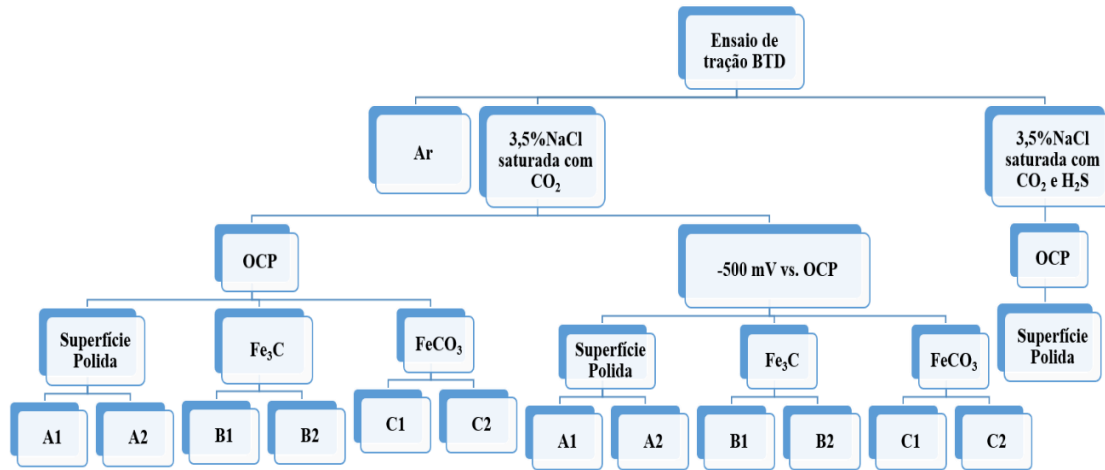 Ensaio de
tração BTD
Ar
3,5%NaCl
saturada com
CO₂
3,5%NaCl
saturada com
CO₂ e H₂S
OCP
-500 mV vs. OCP
OCP
Superfície
Polida
Fe₃C
FeCO₃
Superfície
Polida
Fe₃C
FeCO₃
Superfície
Polida
A1
A2
B1
B2
C1
C2
A1
A2
B1
B2
C1
C2